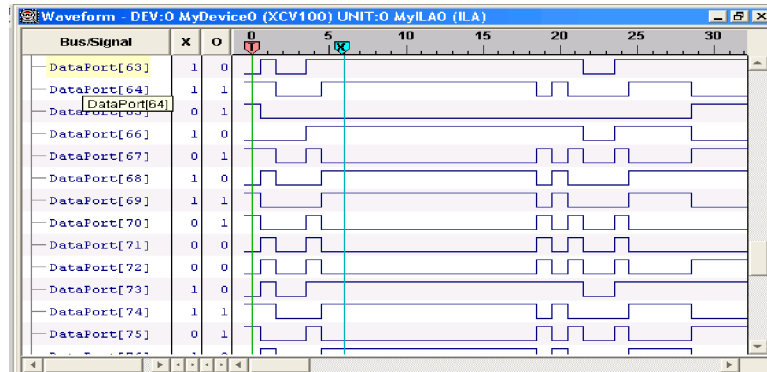 Waveform - DEV:0 MyDevice0 (XCV100) UNIT:0 MyILA0 (ILA)
Bus/Signal X O 0 5 10 15 20 25 30
T X
DataPort[63] 1 0
DataPort[64] 1 1
DataPort[64]
0 1
DataPort[66] 1 0
DataPort[67] 0 1
DataPort[68] 1 0
DataPort[69] 1 1
DataPort[70] 0 1
DataPort[71] 0 0
DataPort[72] 0 0
DataPort[73] 1 0
DataPort[74] 1 1
DataPort[75] 0 1